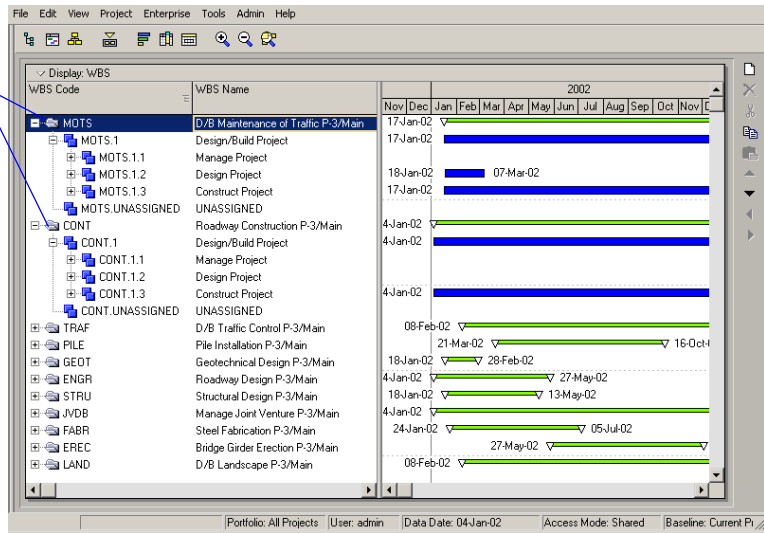 File Edit View Project Enterprise Tools Admin Help
Display: WBS
WBS Code WBS Name 2002
Nov Dec Jan Feb Mar Apr May Jun Jul Aug Sep Oct Nov D
MOTS D/B Maintenance of Traffic P-3/Main 17-Jan-02
MOTS.1 Design/Build Project 17-Jan-02
MOTS.1.1 Manage Project
MOTS.1.2 Design Project 18-Jan-02 07-Mar-02
MOTS.1.3 Construct Project 17-Jan-02
MOTS.UNASSIGNED UNASSIGNED
CONT Roadway Construction P-3/Main 4-Jan-02
CONT.1 Design/Build Project 4-Jan-02
CONT.1.1 Manage Project
CONT.1.2 Design Project
CONT.1.3 Construct Project 4-Jan-02
CONT.UNASSIGNED UNASSIGNED
TRAF D/B Traffic Control P-3/Main 08-Feb-02
PILE Pile Installation P-3/Main 21-Mar-02 16-Oct-
GEOT Geotechnical Design P-3/Main 18-Jan-02 28-Feb-02
ENGR Roadway Design P-3/Main 4-Jan-02 27-May-02
STRU Structural Design P-3/Main 18-Jan-02 13-May-02
JVDB Manage Joint Venture P-3/Main 4-Jan-02
FABR Steel Fabrication P-3/Main 24-Jan-02 05-Jul-02
EREC Bridge Girder Erection P-3/Main 27-May-02
LAND D/B Landscape P-3/Main 08-Feb-02
Portfolio: All Projects User: admin Data Date: 04-Jan-02 Access Mode: Shared Baseline: Current Pr